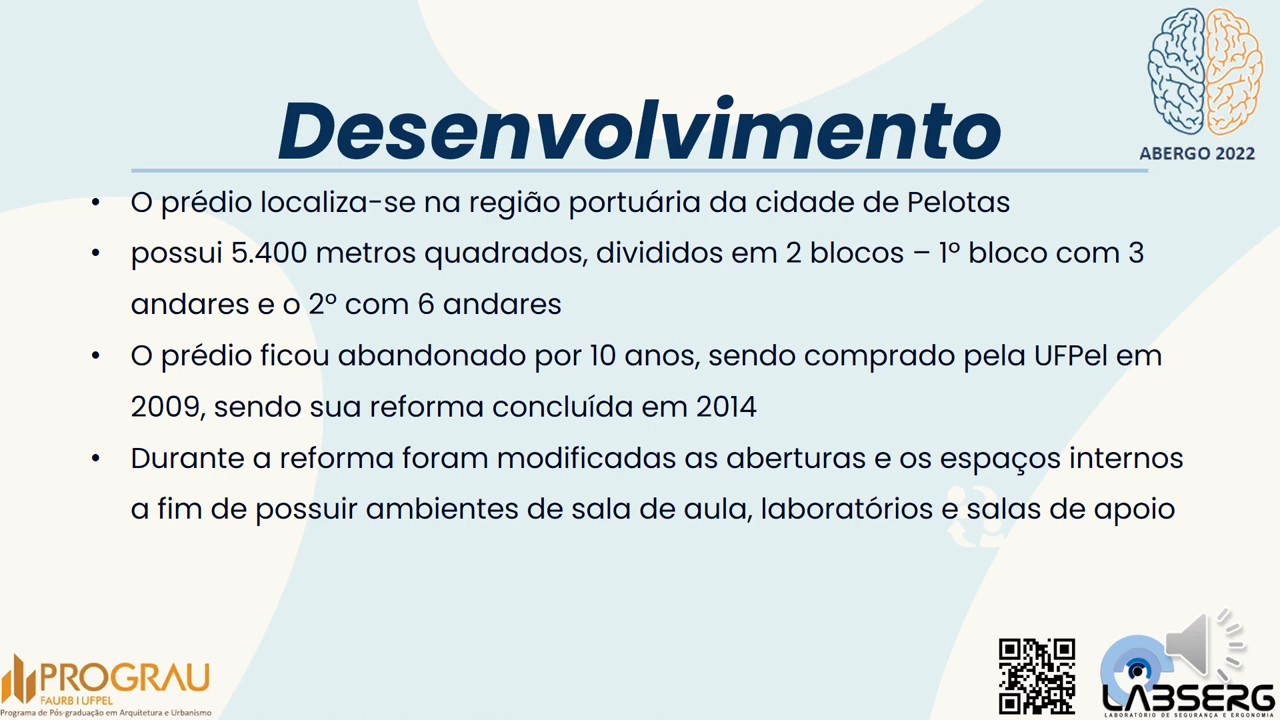 ABERGO 2022
Desenvolvimento
• O prédio localiza-se na região portuária da cidade de Pelotas
• possui 5.400 metros quadrados, divididos em 2 blocos – 1º bloco com 3
andares e o 2º com 6 andares
• O prédio ficou abandonado por 10 anos, sendo comprado pela UFPel em
2009, sendo sua reforma concluída em 2014
• Durante a reforma foram modificadas as aberturas e os espaços internos
a fim de possuir ambientes de sala de aula, laboratórios e salas de apoio
PROGRAU
FAURB | UFPEL
Programa de Pós-graduação em Arquitetura e Urbanismo
LABSERG
LABORATÓRIO DE SEGURANÇA E ERGONOMIA